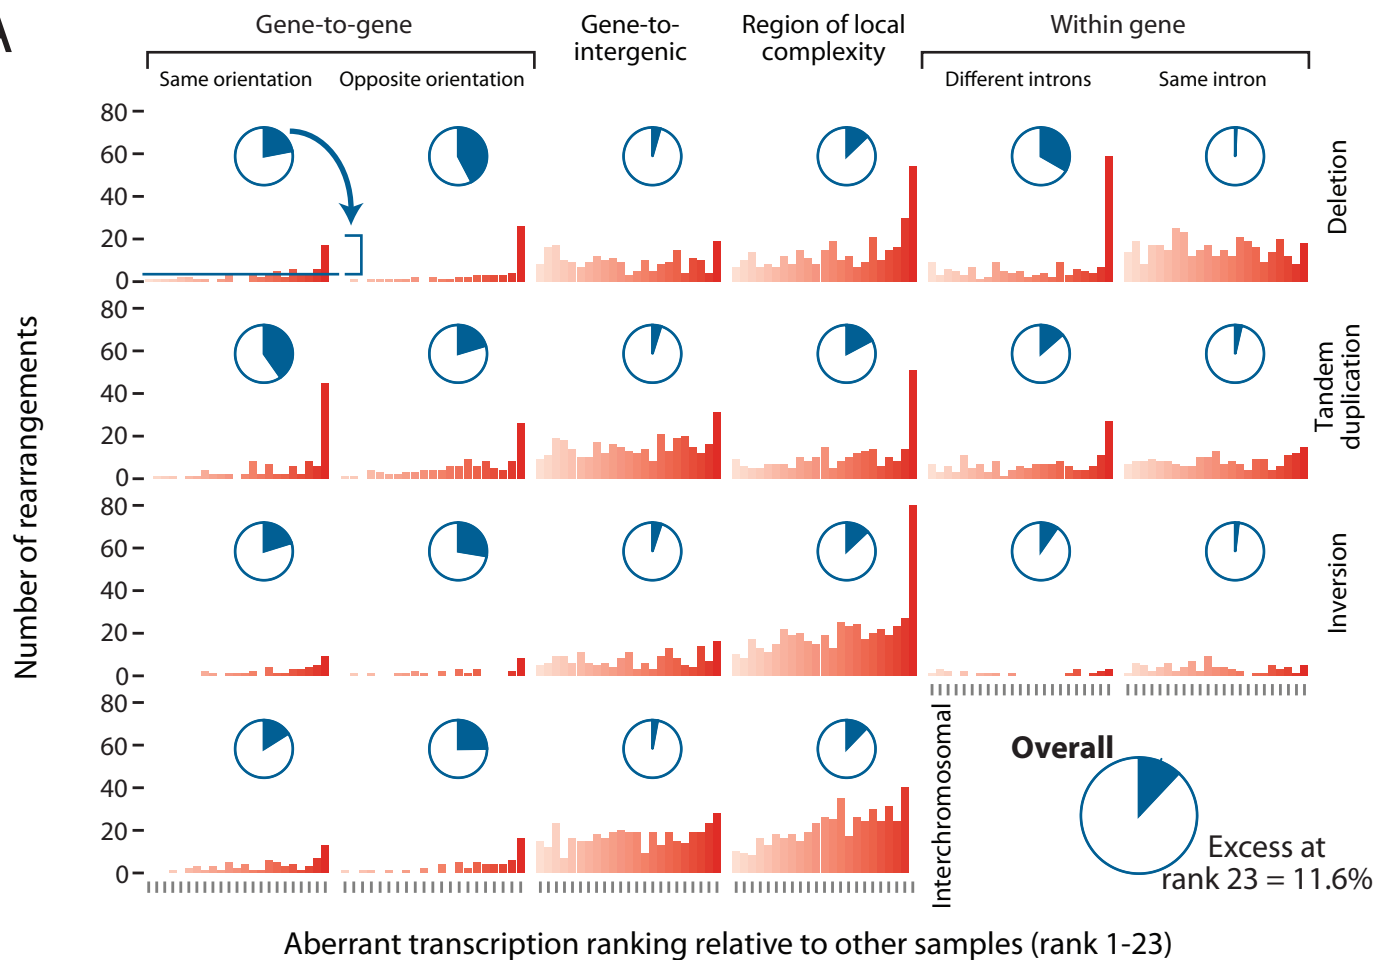 A
Gene-to-gene
Gene-to-
intergenic
Region of local
complexity
Within gene
Same orientation
Opposite orientation
Different introns
Same intron
80
60
40
20
0
Deletion
80
60
40
20
0
Tandem
duplication
80
60
40
20
0
Inversion
80
60
40
20
0
Interchromosomal
Number of rearrangements
Overall
Excess at
rank 23 = 11.6%
Aberrant transcription ranking relative to other samples (rank 1-23)